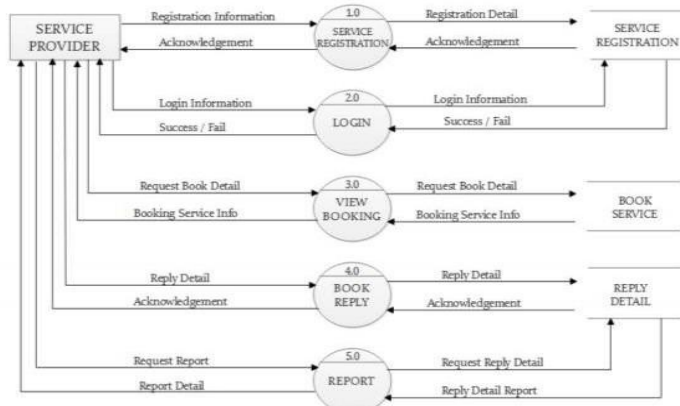 SERVICE
PROVIDER
Registration Information
Acknowledgement
1.0
SERVICE
REGISTRATION
Registration Detail
Acknowledgement
SERVICE
REGISTRATION
Login Information
Success / Fail
2.0
LOGIN
Login Information
Success / Fail
Request Book Detail
Booking Service Info
3.0
VIEW
BOOKING
Request Book Detail
Booking Service Info
BOOK
SERVICE
Reply Detail
Acknowledgement
4.0
BOOK
REPLY
Reply Detail
Acknowledgement
REPLY
DETAIL
Request Report
Report Detail
5.0
REPORT
Request Reply Detail
Reply Detail Report